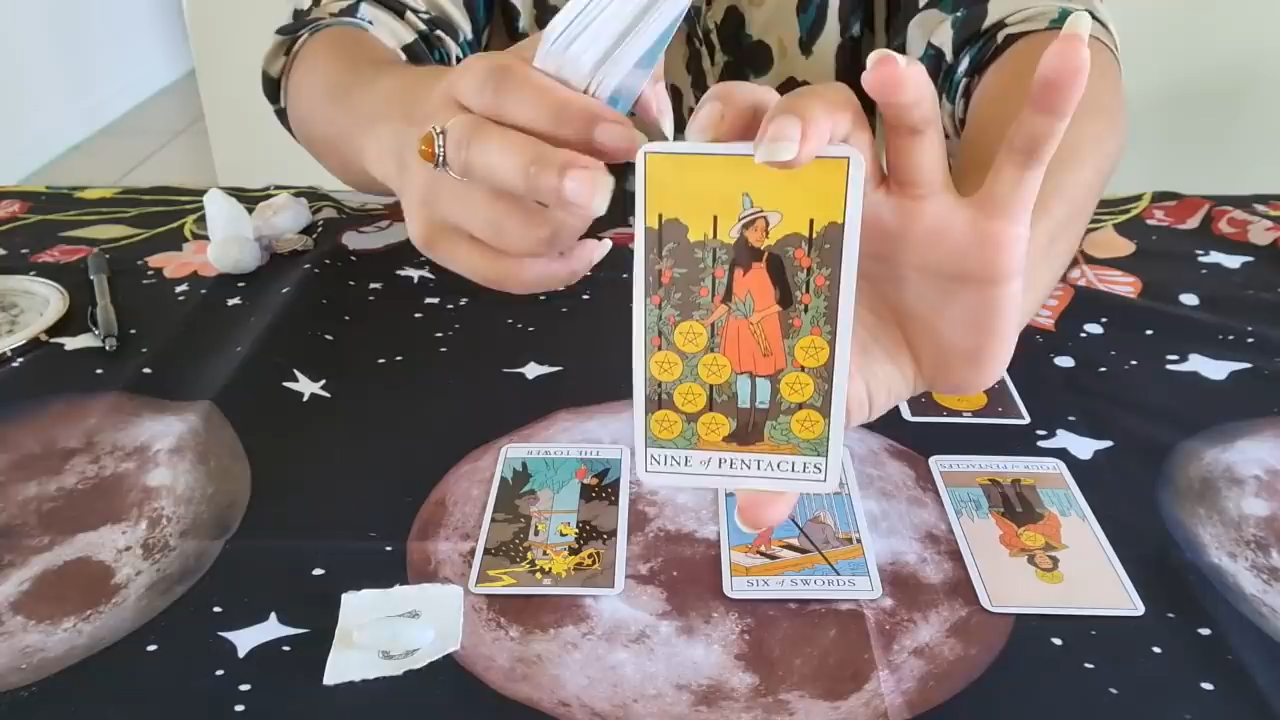 NINE of PENTACLES
THE TOWER
FOUR of PENTACLES
SIX of SWORDS